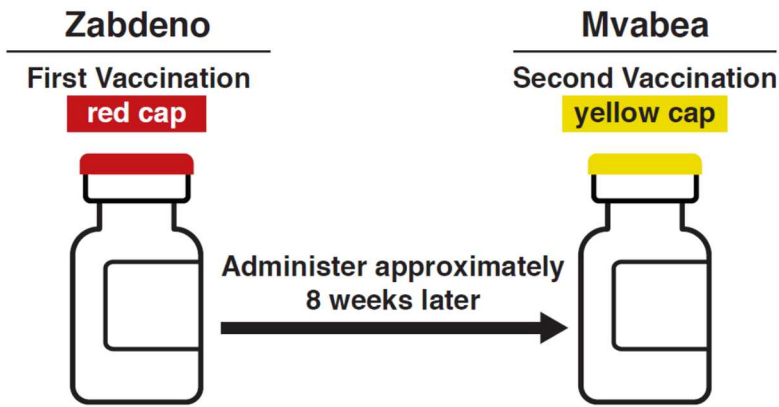 Zabdeno
First Vaccination
red cap
Administer approximately
8 weeks later
Mvabea
Second Vaccination
yellow cap